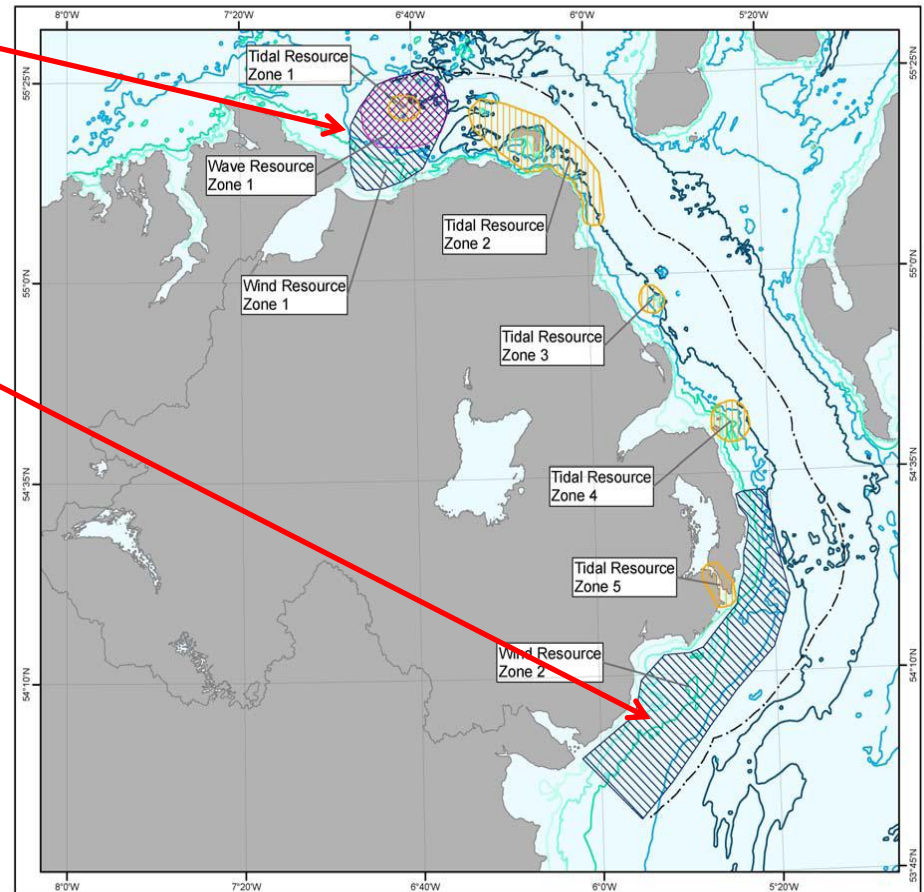 8°0'W 7°20'W 6°40'W 6°0'W 5°20'W
55°25'N
55°25'N
Tidal Resource
Zone 1
Wave Resource
Zone 1
Tidal Resource
Zone 2
Wind Resource
Zone 1
55°0'N
55°0'N
Tidal Resource
Zone 3
54°35'N
54°35'N
Tidal Resource
Zone 4
Tidal Resource
Zone 5
Wind Resource
Zone 2
54°10'N
54°10'N
53°45'N
8°0'W 7°20'W 6°40'W 6°0'W 5°20'W